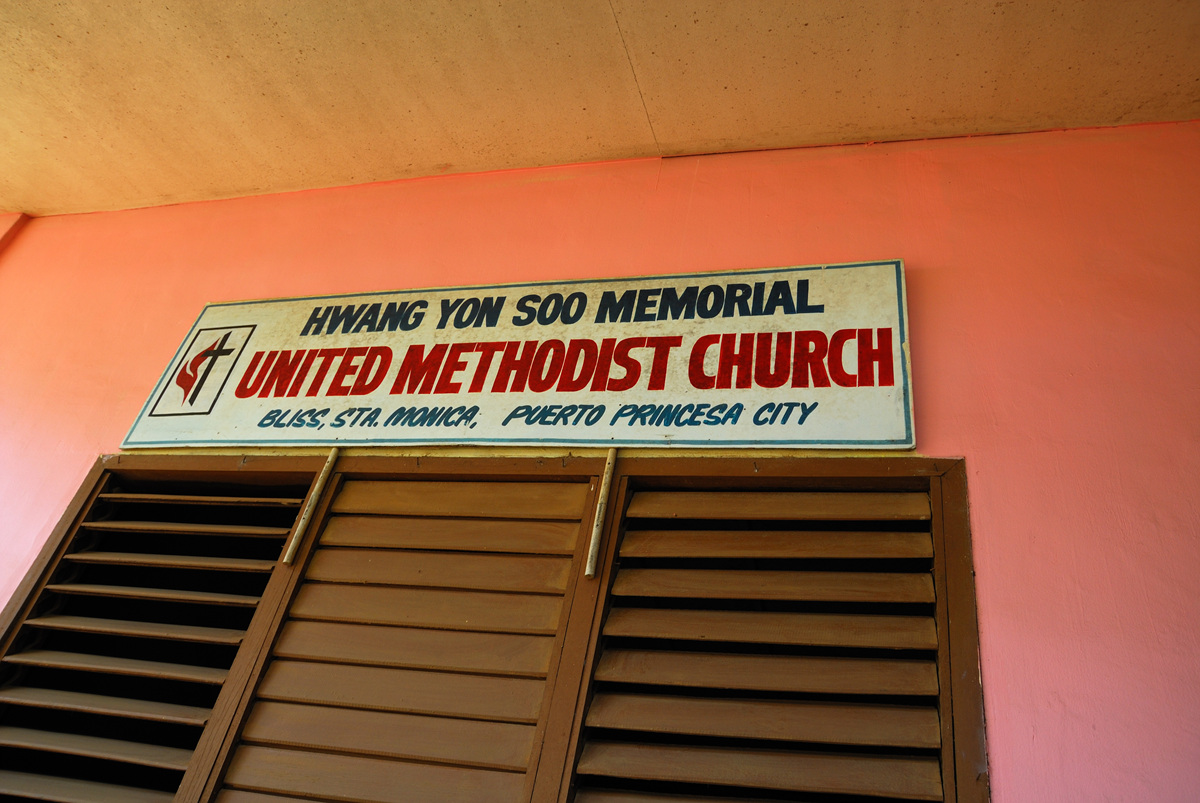 HWANG YON SOO MEMORIAL
UNITED METHODIST CHURCH
BLISS, STA. MONICA, PUERTO PRINCESA CITY